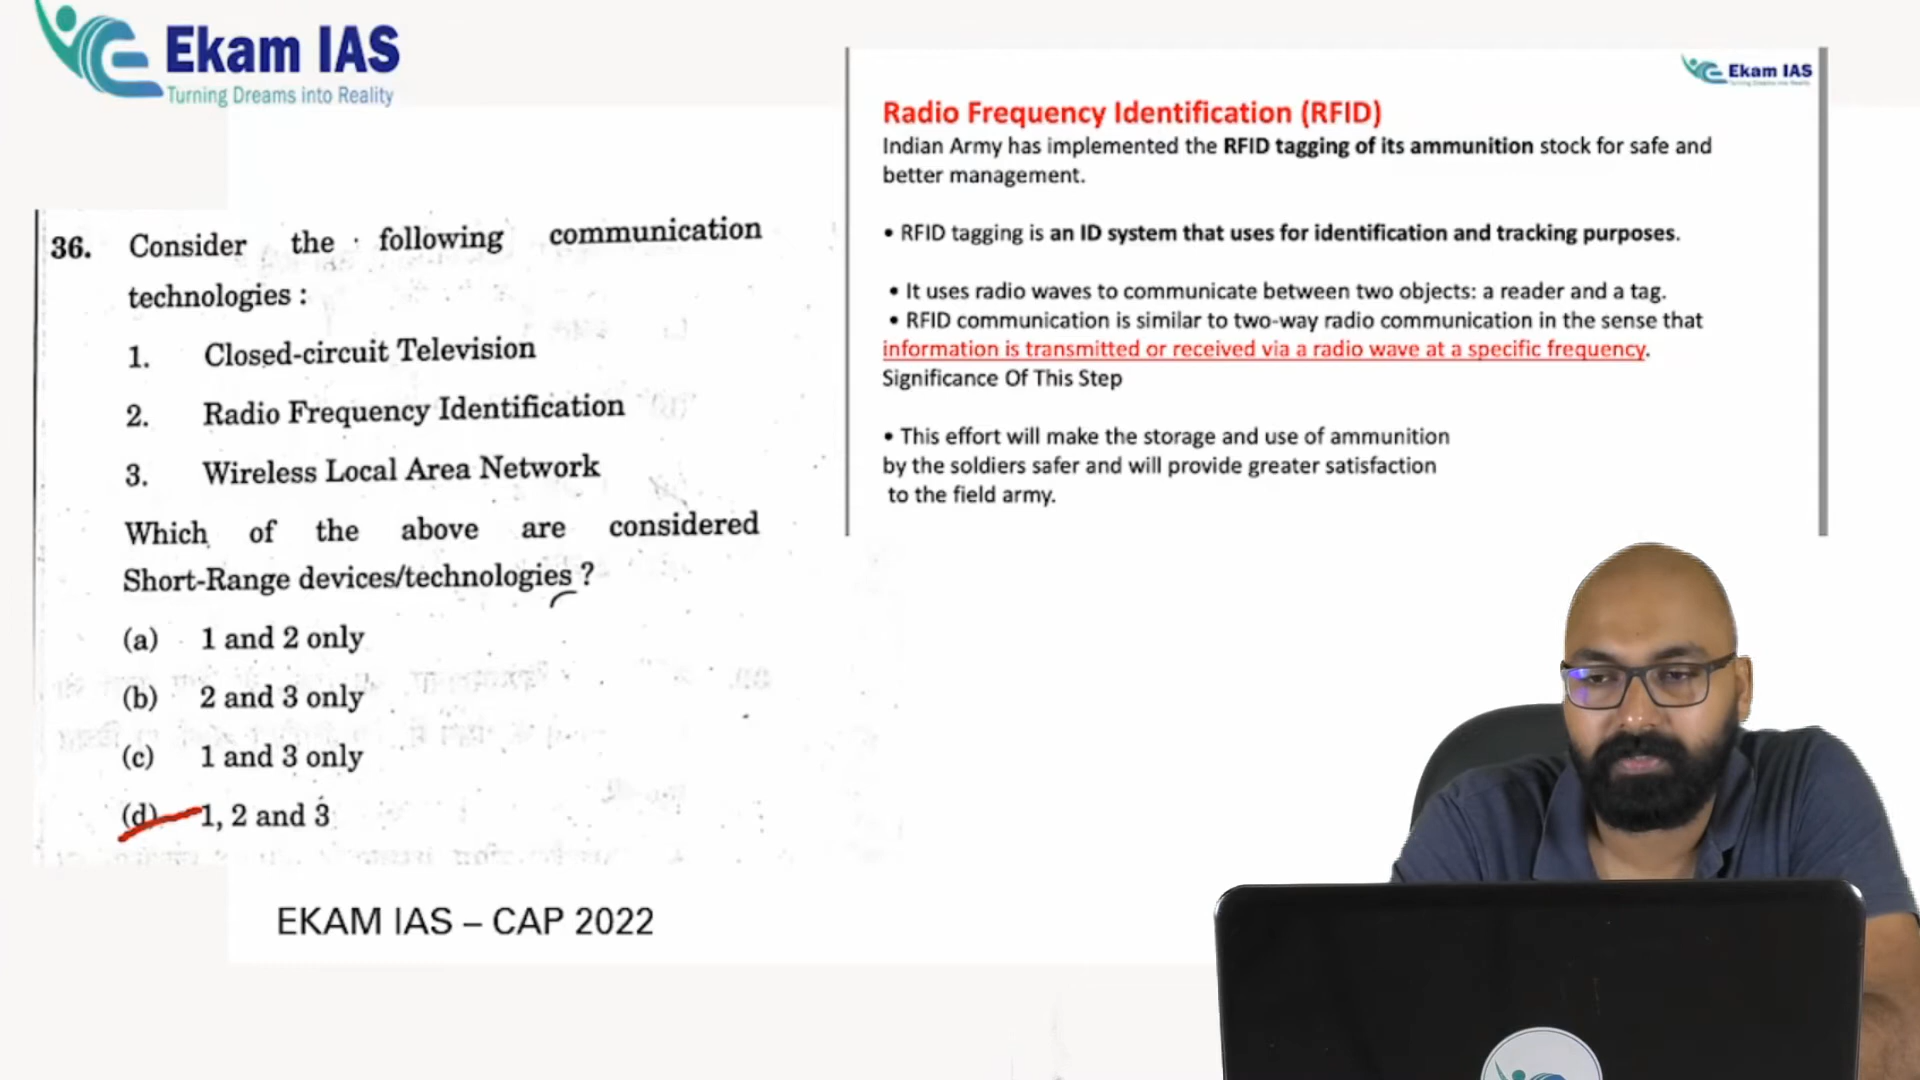 Ekam IAS
Turning Dreams into Reality
36. Consider the following communication
technologies :
1. Closed-circuit Television
2. Radio Frequency Identification
3. Wireless Local Area Network
Which of the above are considered
Short-Range devices/technologies ?
(a) 1 and 2 only
(b) 2 and 3 only
(c) 1 and 3 only
(d) 1, 2 and 3
EKAM IAS – CAP 2022
Ekam IAS
Radio Frequency Identification (RFID)
Indian Army has implemented the RFID tagging of its ammunition stock for safe and
better management.
• RFID tagging is an ID system that uses for identification and tracking purposes.
• It uses radio waves to communicate between two objects: a reader and a tag.
• RFID communication is similar to two-way radio communication in the sense that
information is transmitted or received via a radio wave at a specific frequency.
Significance Of This Step
• This effort will make the storage and use of ammunition
by the soldiers safer and will provide greater satisfaction
to the field army.